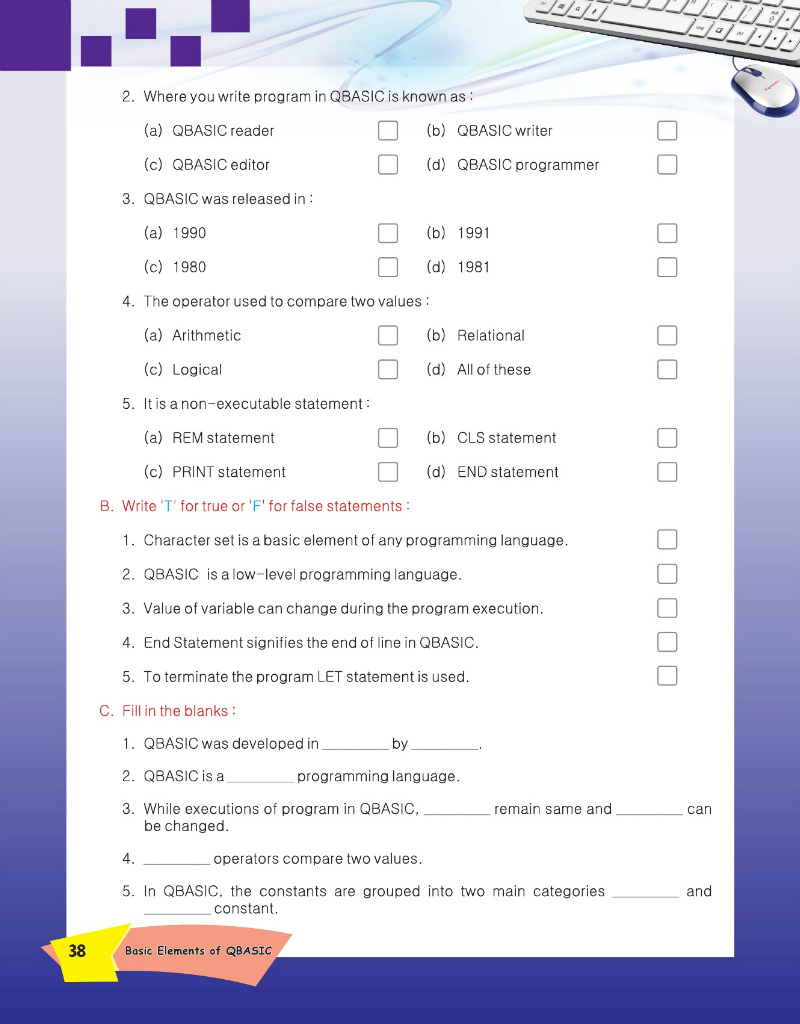 2. Where you write program in QBASIC is known as :
(a) QBASIC reader (b) QBASIC writer
(c) QBASIC editor (d) QBASIC programmer
3. QBASIC was released in :
(a) 1990 (b) 1991
(c) 1980 (d) 1981
4. The operator used to compare two values :
(a) Arithmetic (b) Relational
(c) Logical (d) All of these
5. It is a non-executable statement :
(a) REM statement (b) CLS statement
(c) PRINT statement (d) END statement
B. Write 'T' for true or 'F' for false statements :
1. Character set is a basic element of any programming language.
2. QBASIC is a low-level programming language.
3. Value of variable can change during the program execution.
4. End Statement signifies the end of line in QBASIC.
5. To terminate the program LET statement is used.
C. Fill in the blanks :
1. QBASIC was developed in _________ by _________.
2. QBASIC is a _________ programming language.
3. While executions of program in QBASIC, _________ remain same and _________ can
be changed.
4. _________ operators compare two values.
5. In QBASIC, the constants are grouped into two main categories _________ and
_________ constant.
38 Basic Elements of QBASIC